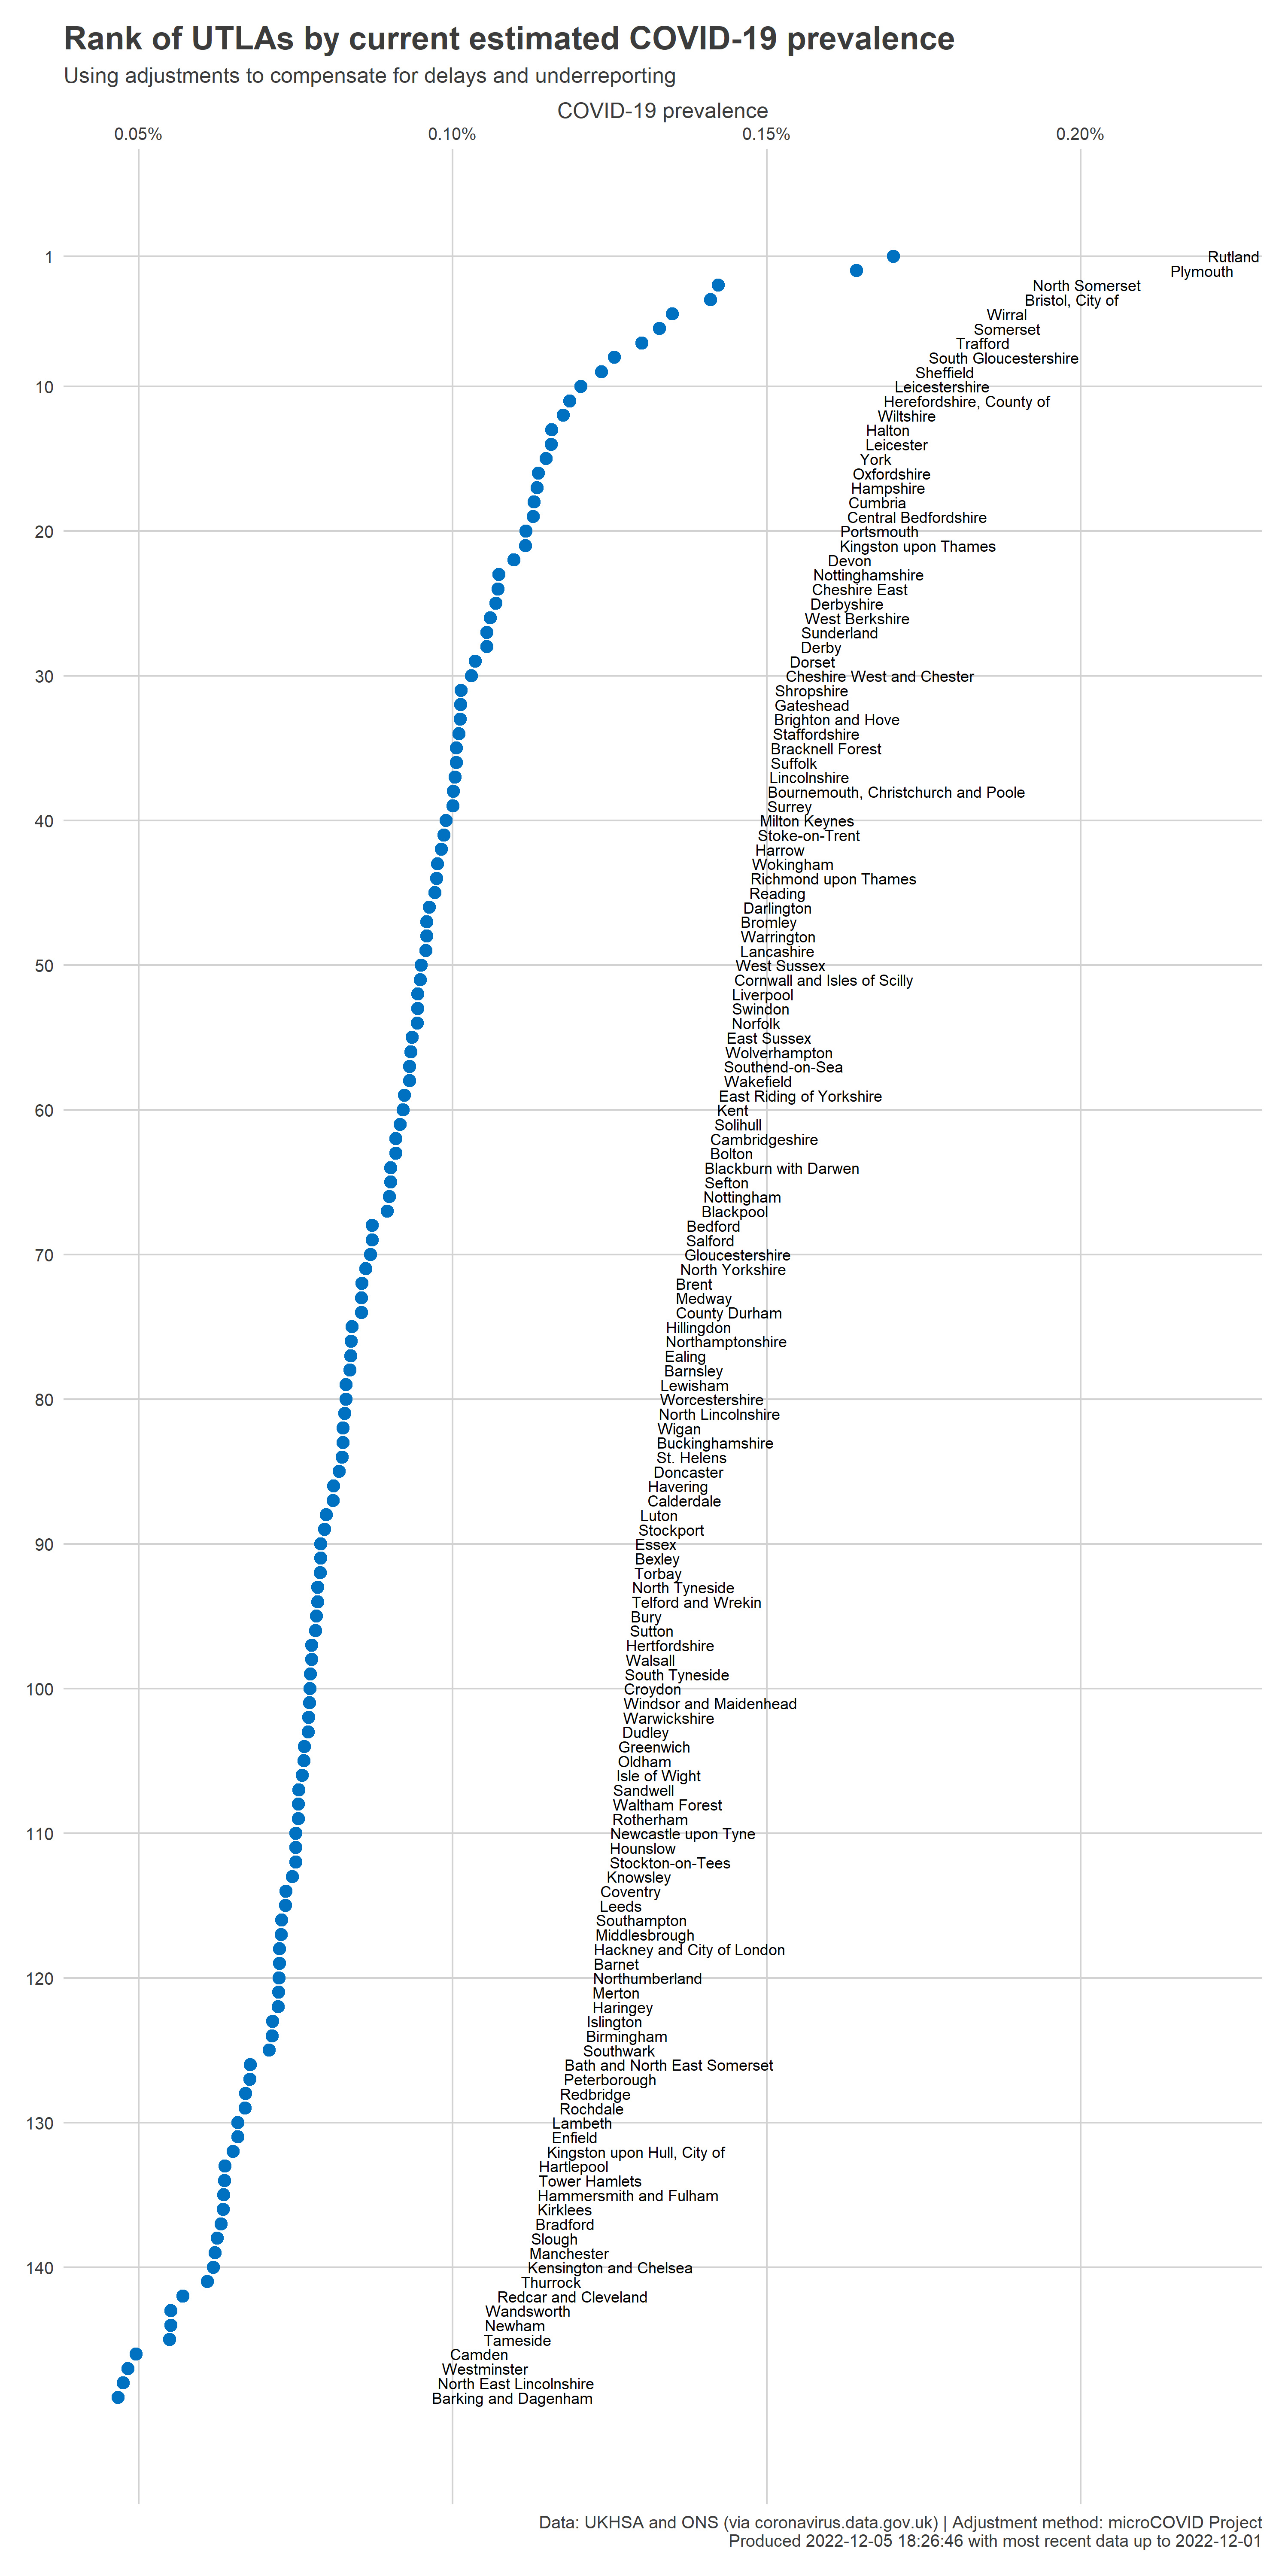 Rank of UTLAs by current estimated COVID-19 prevalence
Using adjustments to compensate for delays and underreporting
COVID-19 prevalence
0.05% 0.10% 0.15% 0.20%
1 Rutland
Plymouth
North Somerset
Bristol, City of
Wirral
Somerset
Trafford
South Gloucestershire
Sheffield
10 Leicestershire
Herefordshire, County of
Wiltshire
Halton
Leicester
York
Oxfordshire
Hampshire
Cumbria
Central Bedfordshire
20 Portsmouth
Kingston upon Thames
Devon
Nottinghamshire
Cheshire East
Derbyshire
West Berkshire
Sunderland
Derby
Dorset
30 Cheshire West and Chester
Shropshire
Gateshead
Brighton and Hove
Staffordshire
Bracknell Forest
Suffolk
Lincolnshire
Bournemouth, Christchurch and Poole
Surrey
40 Milton Keynes
Stoke-on-Trent
Harrow
Wokingham
Richmond upon Thames
Reading
Darlington
Bromley
Warrington
Lancashire
50 West Sussex
Cornwall and Isles of Scilly
Liverpool
Swindon
Norfolk
East Sussex
Wolverhampton
Southend-on-Sea
Wakefield
East Riding of Yorkshire
60 Kent
Solihull
Cambridgeshire
Bolton
Blackburn with Darwen
Sefton
Nottingham
Blackpool
Bedford
Salford
70 Gloucestershire
North Yorkshire
Brent
Medway
County Durham
Hillingdon
Northamptonshire
Ealing
Barnsley
Lewisham
80 Worcestershire
North Lincolnshire
Wigan
Buckinghamshire
St. Helens
Doncaster
Havering
Calderdale
Luton
Stockport
90 Essex
Bexley
Torbay
North Tyneside
Telford and Wrekin
Bury
Sutton
Hertfordshire
Walsall
South Tyneside
100 Croydon
Windsor and Maidenhead
Warwickshire
Dudley
Greenwich
Oldham
Isle of Wight
Sandwell
Waltham Forest
Rotherham
110 Newcastle upon Tyne
Hounslow
Stockton-on-Tees
Knowsley
Coventry
Leeds
Southampton
Middlesbrough
Hackney and City of London
Barnet
120 Northumberland
Merton
Haringey
Islington
Birmingham
Southwark
Bath and North East Somerset
Peterborough
Redbridge
Rochdale
130 Lambeth
Enfield
Kingston upon Hull, City of
Hartlepool
Tower Hamlets
Hammersmith and Fulham
Kirklees
Bradford
Slough
Manchester
140 Kensington and Chelsea
Thurrock
Redcar and Cleveland
Wandsworth
Newham
Tameside
Camden
Westminster
North East Lincolnshire
Barking and Dagenham
Data: UKHSA and ONS (via coronavirus.data.gov.uk) | Adjustment method: microCOVID Project
Produced 2022-12-05 18:26:46 with most recent data up to 2022-12-01